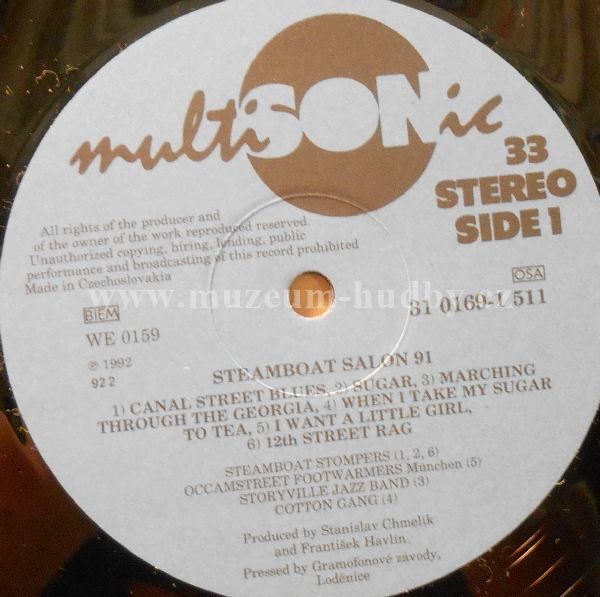 multiSONic
33
STEREO
SIDE 1
All rights of the producer and
of the owner of the work reproduced reserved.
Unauthorized copying, hiring, lending, public
performance and broadcasting of this record prohibited
Made in Czechoslovakia
www.muzeum-hudby.cz
BIEM
OSA
WE 0159
31 0169-1 511
℗ 1992
92 2
STEAMBOAT SALON 91
1) CANAL STREET BLUES, 2) SUGAR, 3) MARCHING
THROUGH THE GEORGIA, 4) WHEN I TAKE MY SUGAR
TO TEA, 5) I WANT A LITTLE GIRL,
6) 12th STREET RAG
STEAMBOAT STOMPERS (1, 2, 6)
OCCAMSTREET FOOTWARMERS München (5)
STORYVILLE JAZZ BAND (3)
COTTON GANG (4)
Produced by Stanislav Chmelík
and František Havlín
Pressed by Gramofonové závody,
Loděnice